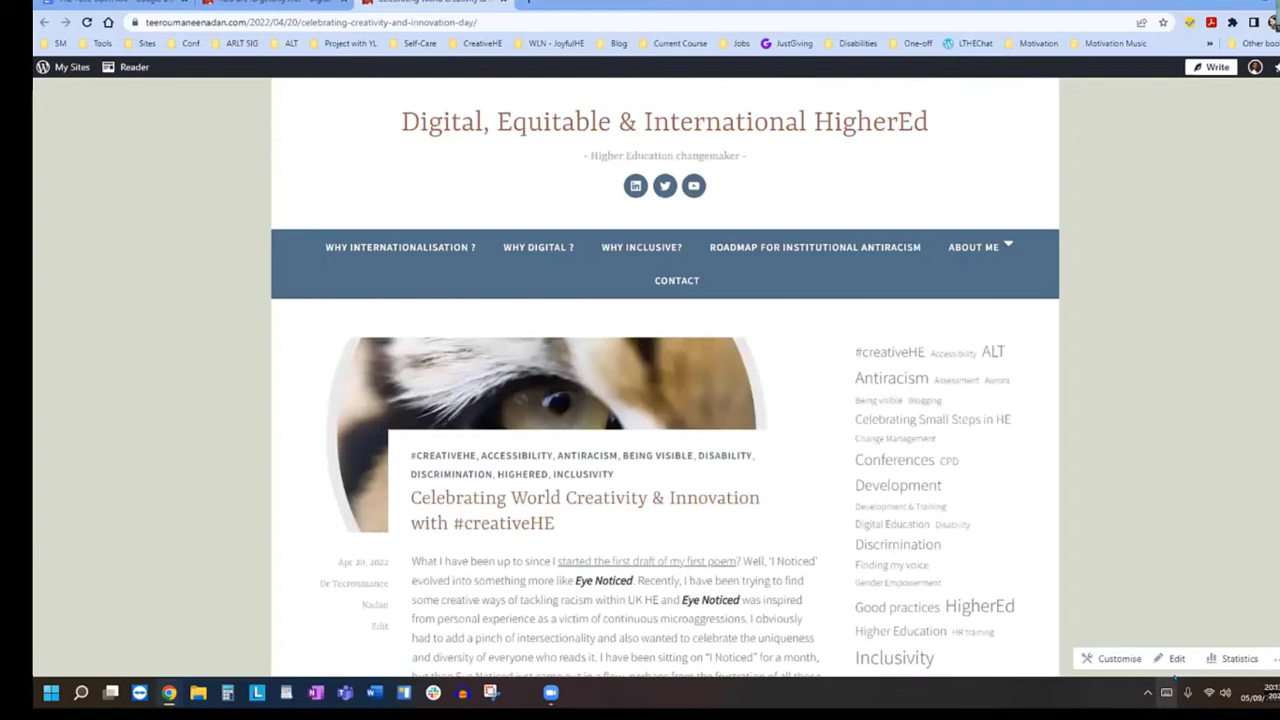 teeroumaneenadan.com/2022/04/20/celebrating-creativity-and-innovation-day/
SM Tools Sites Conf ARLT SIG ALT Project with YL Self-Care CreativeHE WLN - JoyfulHE Blog Current Course Jobs JustGiving Disabilities One-off LTHEChat Motivation Motivation Music » Other boo
My Sites Reader Write
Digital, Equitable & International HigherEd
- Higher Education changemaker -
WHY INTERNATIONALISATION ? WHY DIGITAL ? WHY INCLUSIVE? ROADMAP FOR INSTITUTIONAL ANTIRACISM ABOUT ME
CONTACT
#CREATIVEHE, ACCESSIBILITY, ANTIRACISM, BEING VISIBLE, DISABILITY,
DISCRIMINATION, HIGHERED, INCLUSIVITY
Celebrating World Creativity & Innovation
with #creativeHE
Apr 20, 2022
Dr Teeroumanee
Nadan
Edit
What I have been up to since I started the first draft of my first poem? Well, 'I Noticed'
evolved into something more like Eye Noticed. Recently, I have been trying to find
some creative ways of tackling racism within UK HE and Eye Noticed was inspired
from personal experience as a victim of continuous microaggressions. I obviously
had to add a pinch of intersectionality and also wanted to celebrate the uniqueness
and diversity of everyone who reads it. I have been sitting on "I Noticed" for a month,
#creativeHE Accessibility ALT
Antiracism Assessment Aurora
Being visible Blogging
Celebrating Small Steps in HE
Change Management
Conferences CPD
Development
Development & Training
Digital Education Disability
Discrimination
Finding my voice
Gender Empowerment
Good practices HigherEd
Higher Education HR training
Inclusivity
Customise Edit Statistics